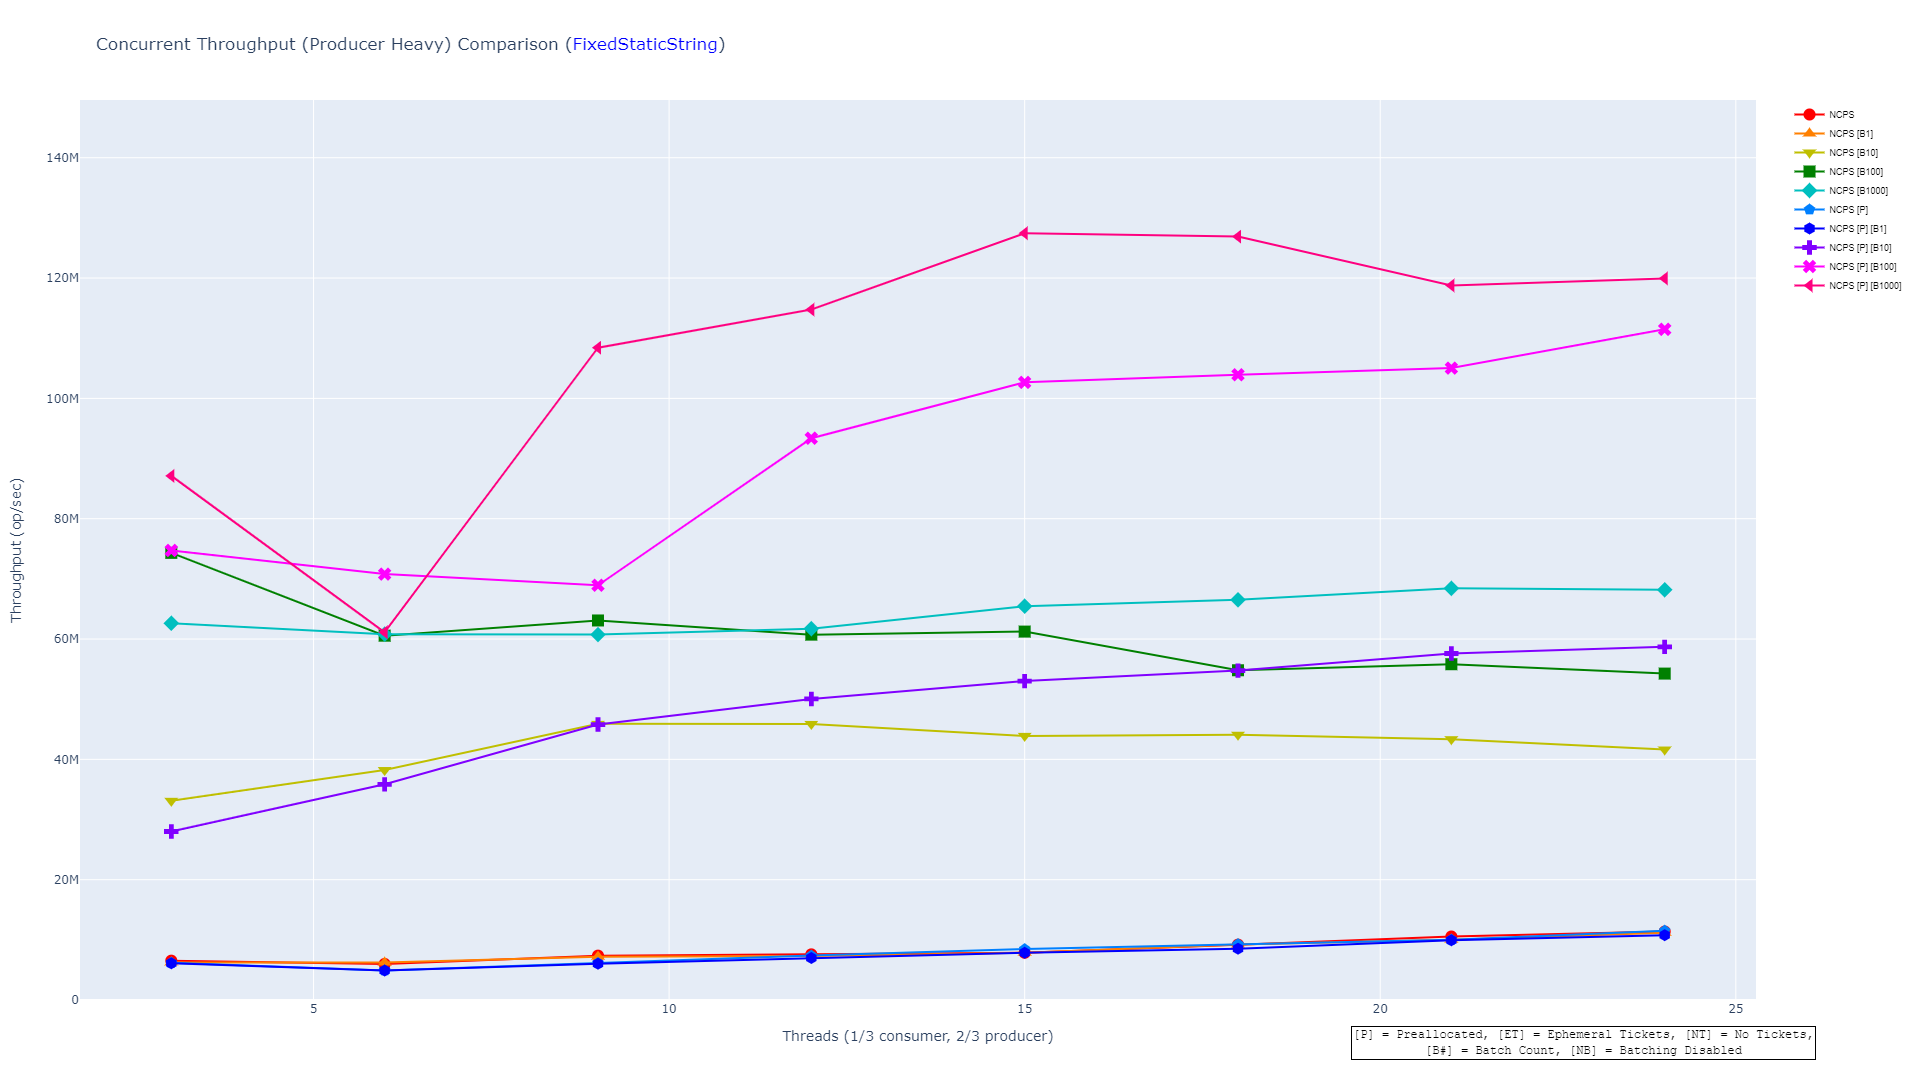 Concurrent Throughput (Producer Heavy) Comparison (FixedStaticString)
Throughput (op/sec)
140M
120M
100M
80M
60M
40M
20M
0
5
10
15
20
25
Threads (1/3 consumer, 2/3 producer)
NCPS
NCPS [B1]
NCPS [B10]
NCPS [B100]
NCPS [B1000]
NCPS [P]
NCPS [P] [B1]
NCPS [P] [B10]
NCPS [P] [B100]
NCPS [P] [B1000]
[P] = Preallocated, [ET] = Ephemeral Tickets, [NT] = No Tickets,
[B#] = Batch Count, [NB] = Batching Disabled